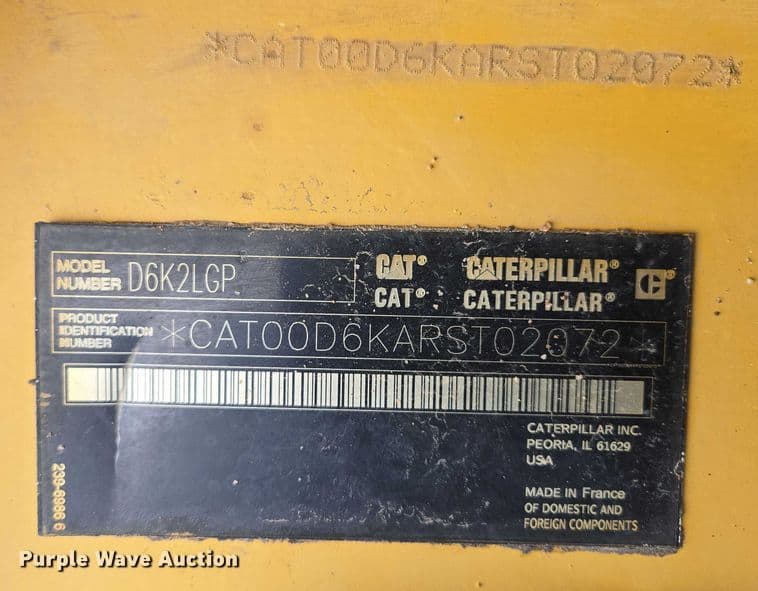 *CAT00D6KARST02072*
MODEL
NUMBER
D6K2LGP
CAT®
CATERPILLAR®
CAT®
CATERPILLAR®
C®
PRODUCT
IDENTIFICATION
NUMBER
*CAT00D6KARST02072*
CATERPILLAR INC.
PEORIA, IL 61629
USA
MADE IN France
OF DOMESTIC AND
FOREIGN COMPONENTS
239-6986 6
Purple Wave Auction